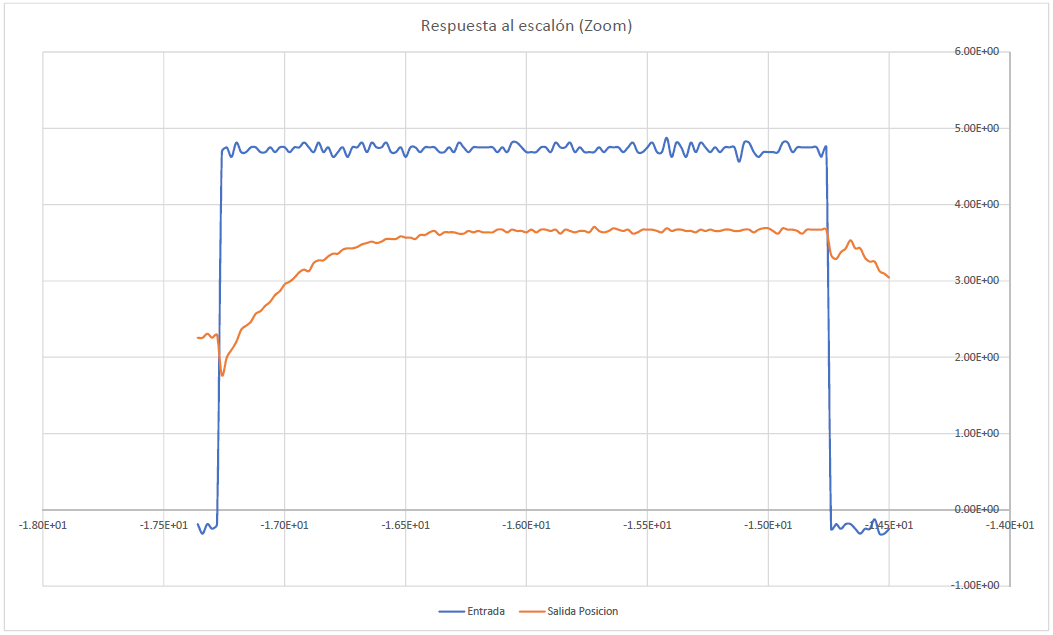 Respuesta al escalón (Zoom)
6.00E+00
5.00E+00
4.00E+00
3.00E+00
2.00E+00
1.00E+00
0.00E+00
-1.80E+01 -1.75E+01 -1.70E+01 -1.65E+01 -1.60E+01 -1.55E+01 -1.50E+01 -1.45E+01 -1.40E+01
-1.00E+00
Entrada Salida Posicion